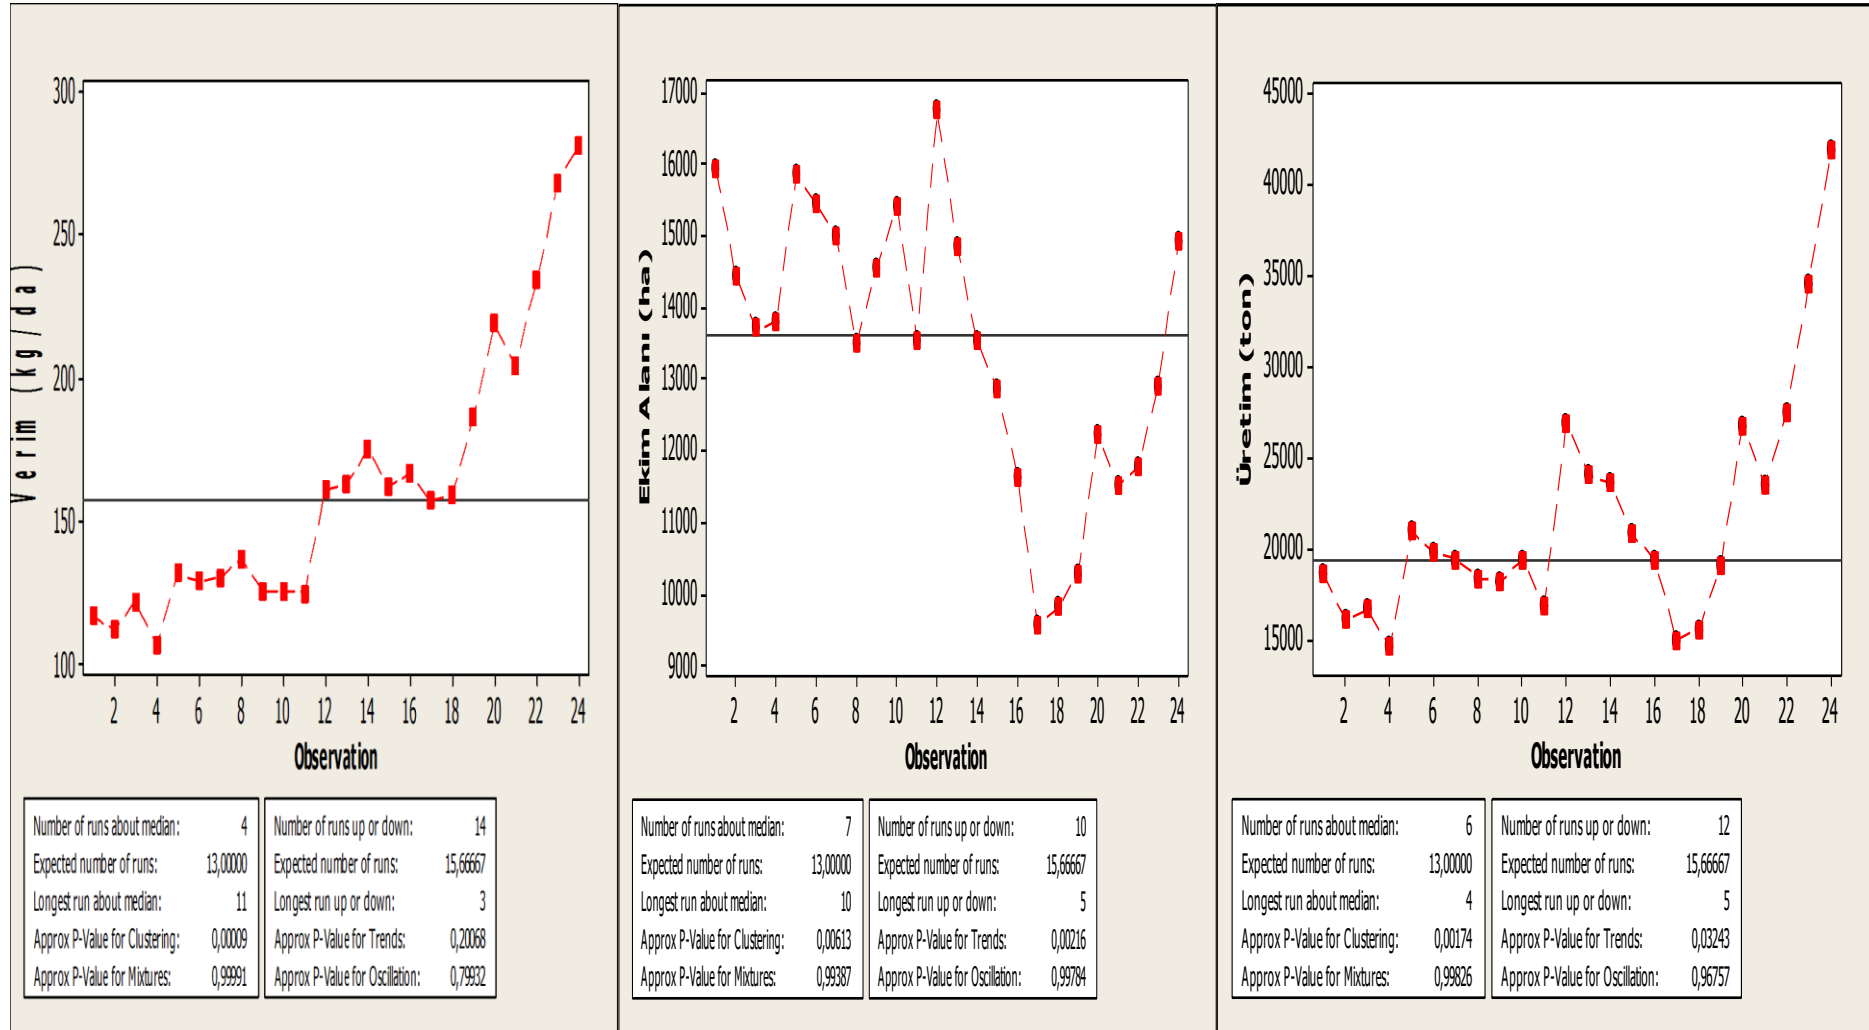 Verim (kg/da)
300
250
200
150
100
2 4 6 8 10 12 14 16 18 20 22 24
Observation
Number of runs about median: 4
Expected number of runs: 13,00000
Longest run about median: 11
Approx P-Value for Clustering: 0,00009
Approx P-Value for Mixtures: 0,99991
Number of runs up or down: 14
Expected number of runs: 15,66667
Longest run up or down: 3
Approx P-Value for Trends: 0,20068
Approx P-Value for Oscillation: 0,79932
Ekim Alanı (ha)
17000
16000
15000
14000
13000
12000
11000
10000
9000
2 4 6 8 10 12 14 16 18 20 22 24
Observation
Number of runs about median: 7
Expected number of runs: 13,00000
Longest run about median: 10
Approx P-Value for Clustering: 0,00613
Approx P-Value for Mixtures: 0,99387
Number of runs up or down: 10
Expected number of runs: 15,66667
Longest run up or down: 5
Approx P-Value for Trends: 0,00216
Approx P-Value for Oscillation: 0,99784
Üretim (ton)
45000
40000
35000
30000
25000
20000
15000
2 4 6 8 10 12 14 16 18 20 22 24
Observation
Number of runs about median: 6
Expected number of runs: 13,00000
Longest run about median: 4
Approx P-Value for Clustering: 0,00174
Approx P-Value for Mixtures: 0,99826
Number of runs up or down: 12
Expected number of runs: 15,66667
Longest run up or down: 5
Approx P-Value for Trends: 0,03243
Approx P-Value for Oscillation: 0,96757